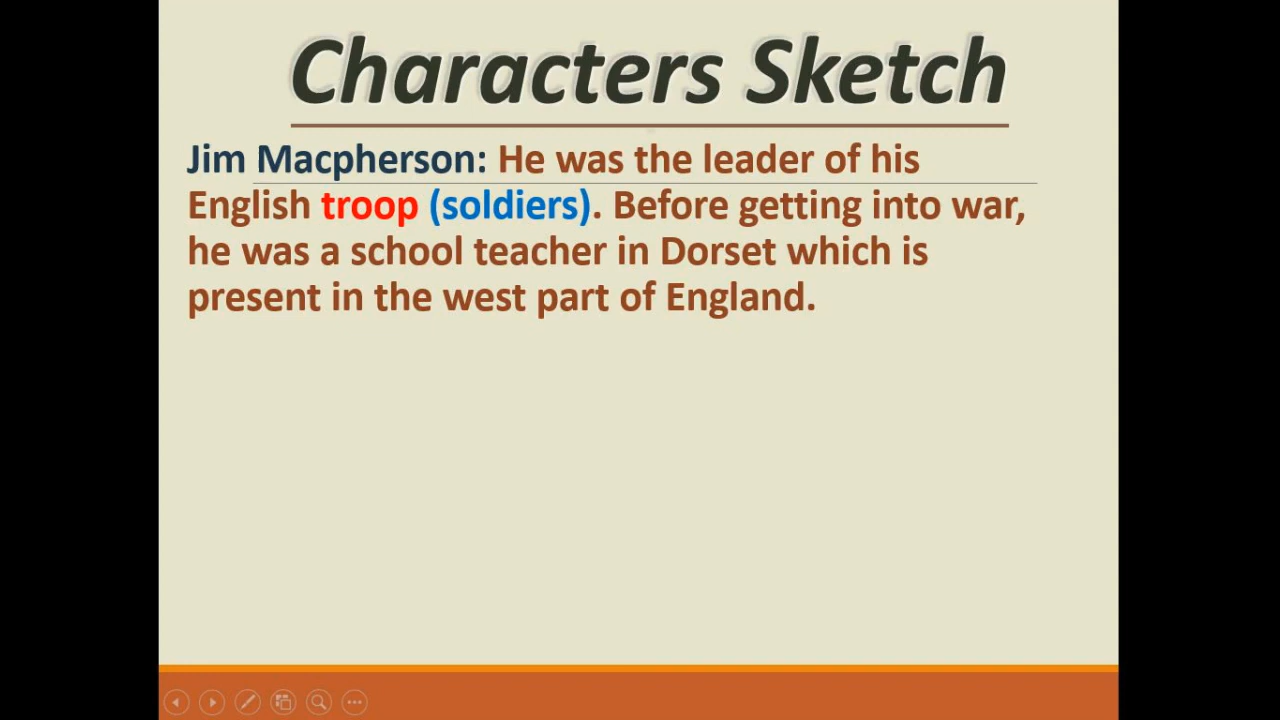 Characters Sketch
Jim Macpherson: He was the leader of his
English troop (soldiers). Before getting into war,
he was a school teacher in Dorset which is
present in the west part of England.